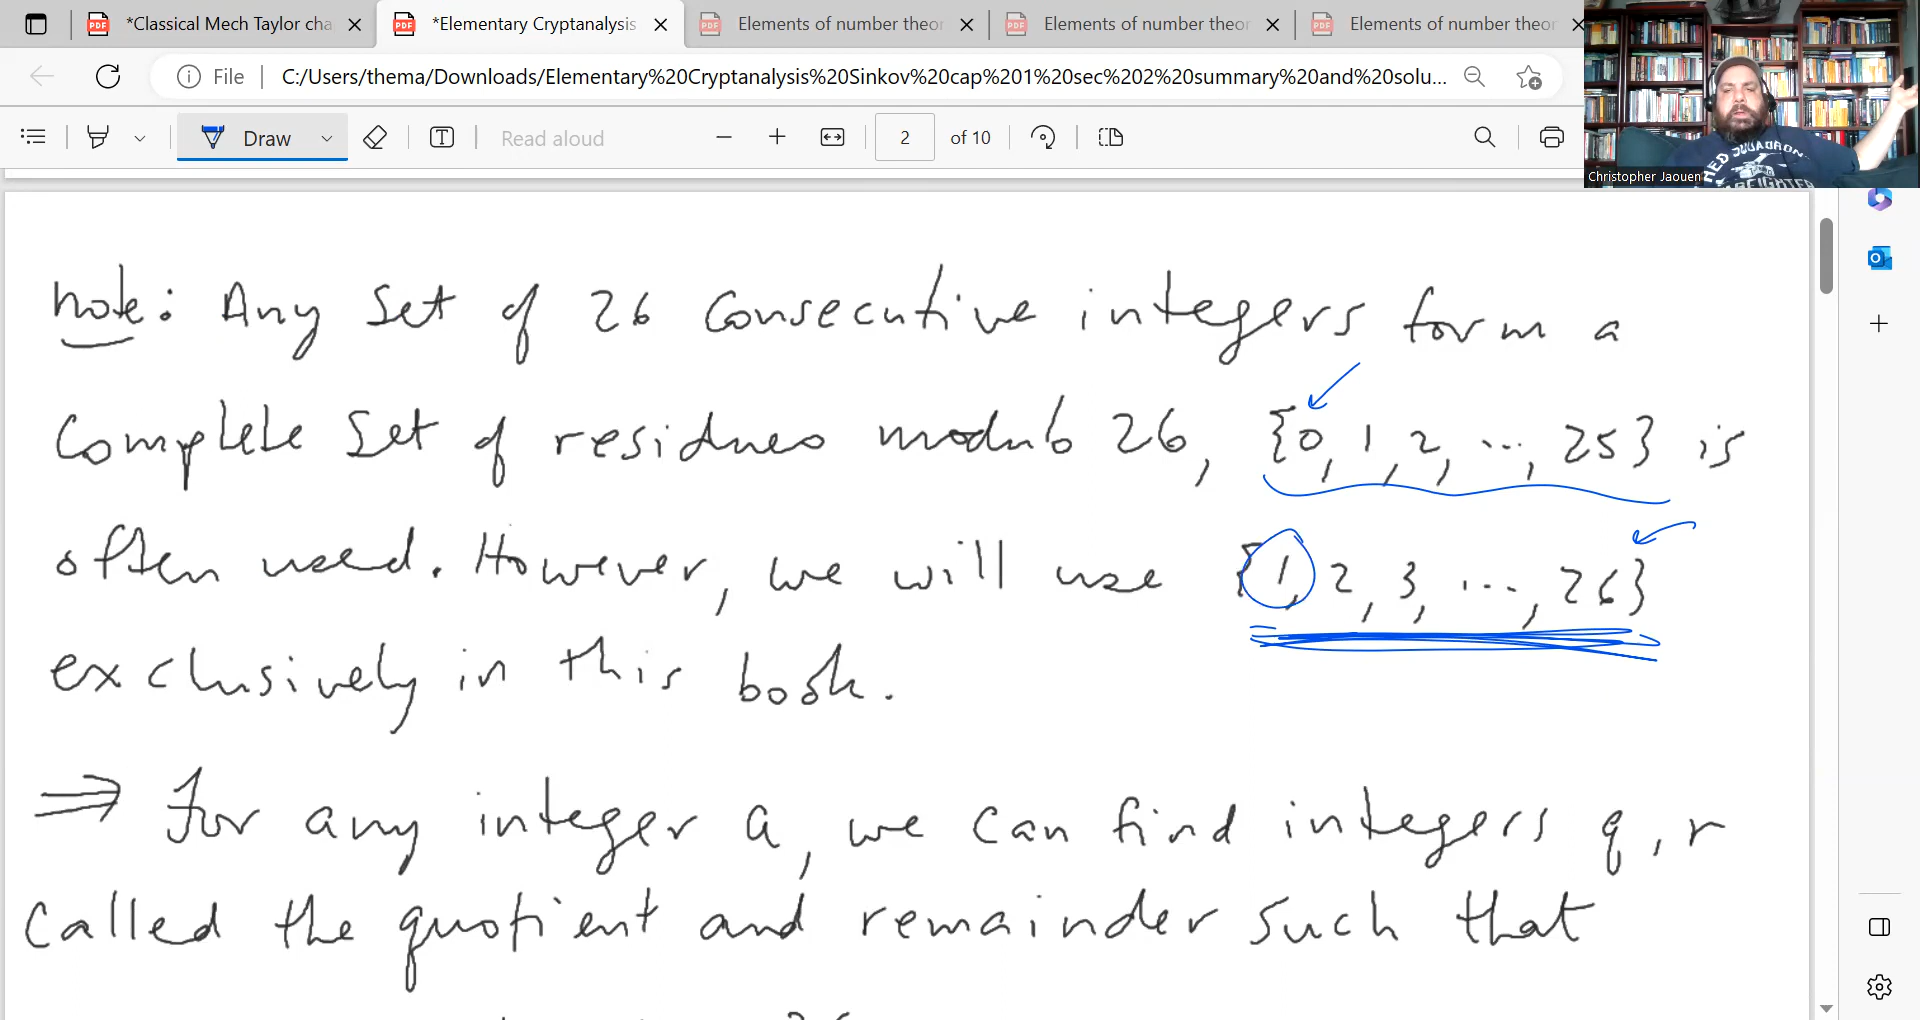 *Classical Mech Taylor cha
*Elementary Cryptanalysis
Elements of number theor
Elements of number theor
Elements of number theor
File
C:/Users/thema/Downloads/Elementary%20Cryptanalysis%20Sinkov%20cap%201%20sec%202%20summary%20and%20solu...
Draw
Read aloud
2 of 10
Christopher Jaouen
note: Any Set of 26 Consecutive integers form a
Complete Set of residues modulo 26, {0, 1, 2, ..., 25} is
often used. However, we will use {1, 2, 3, ..., 26}
exclusively in this book.
⇒ For any integer a, we can find integers q, r
Called the quotient and remainder such that